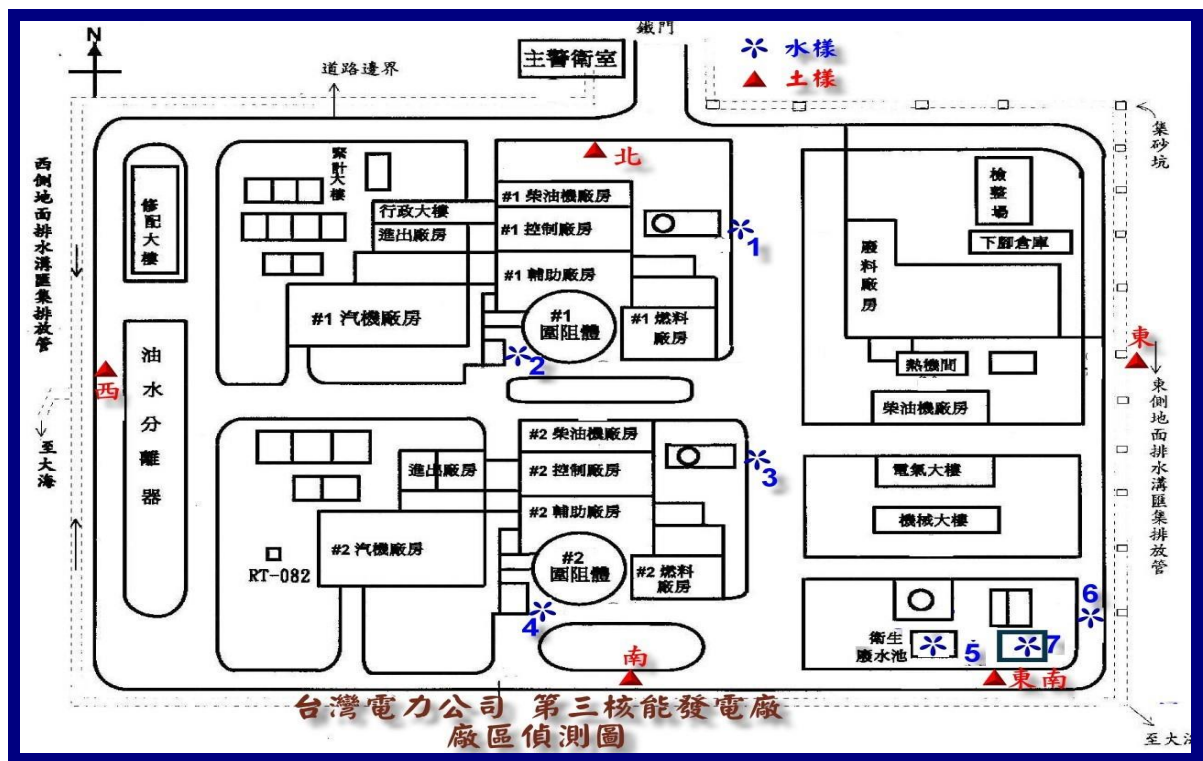 鐵門
N
主警衛室
水樣
土樣
道路邊界
集砂坑
西側地面排水溝匯集排放管
修配大樓
北
#1 柴油機廠房
行政大樓
#1 控制廠房
進出廠房
1
#1 輔助廠房
檢整場
下腳倉庫
廢料廠房
#1 汽機廠房
#1
圍阻體
#1 燃料
廠房
2
東
熱機間
西
油水分離器
柴油機廠房
東側地面排水溝匯集排放管
至大海
#2 柴油機廠房
進出廠房
#2 控制廠房
3
電氣大樓
#2 輔助廠房
機械大樓
#2 汽機廠房
#2
圍阻體
#2 燃料
廠房
RT-082
4
6
衛生
廢水池
5
7
南
東南
台灣電力公司 第三核能發電廠
廠區偵測圖
至大